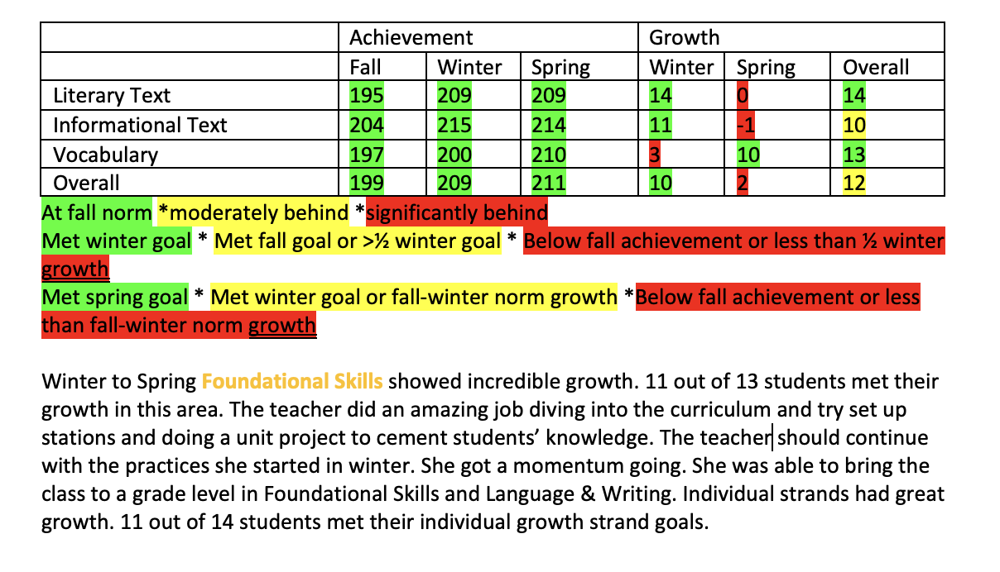 Achievement Growth
Fall Winter Spring Winter Spring Overall
Literary Text 195 209 209 14 0 14
Informational Text 204 215 214 11 -1 10
Vocabulary 197 200 210 3 10 13
Overall 199 209 211 10 2 12
At fall norm *moderately behind *significantly behind
Met winter goal * Met fall goal or >½ winter goal * Below fall achievement or less than ½ winter
growth
Met spring goal * Met winter goal or fall-winter norm growth *Below fall achievement or less
than fall-winter norm growth
Winter to Spring Foundational Skills showed incredible growth. 11 out of 13 students met their
growth in this area. The teacher did an amazing job diving into the curriculum and try set up
stations and doing a unit project to cement students’ knowledge. The teacher should continue
with the practices she started in winter. She got a momentum going. She was able to bring the
class to a grade level in Foundational Skills and Language & Writing. Individual strands had great
growth. 11 out of 14 students met their individual growth strand goals.